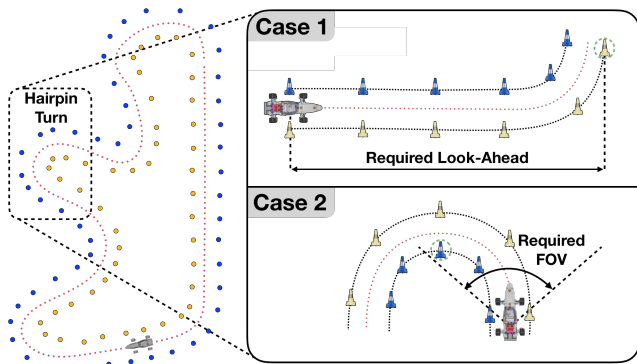 Hairpin
Turn
Case 1
Required Look-Ahead
Case 2
Required
FOV